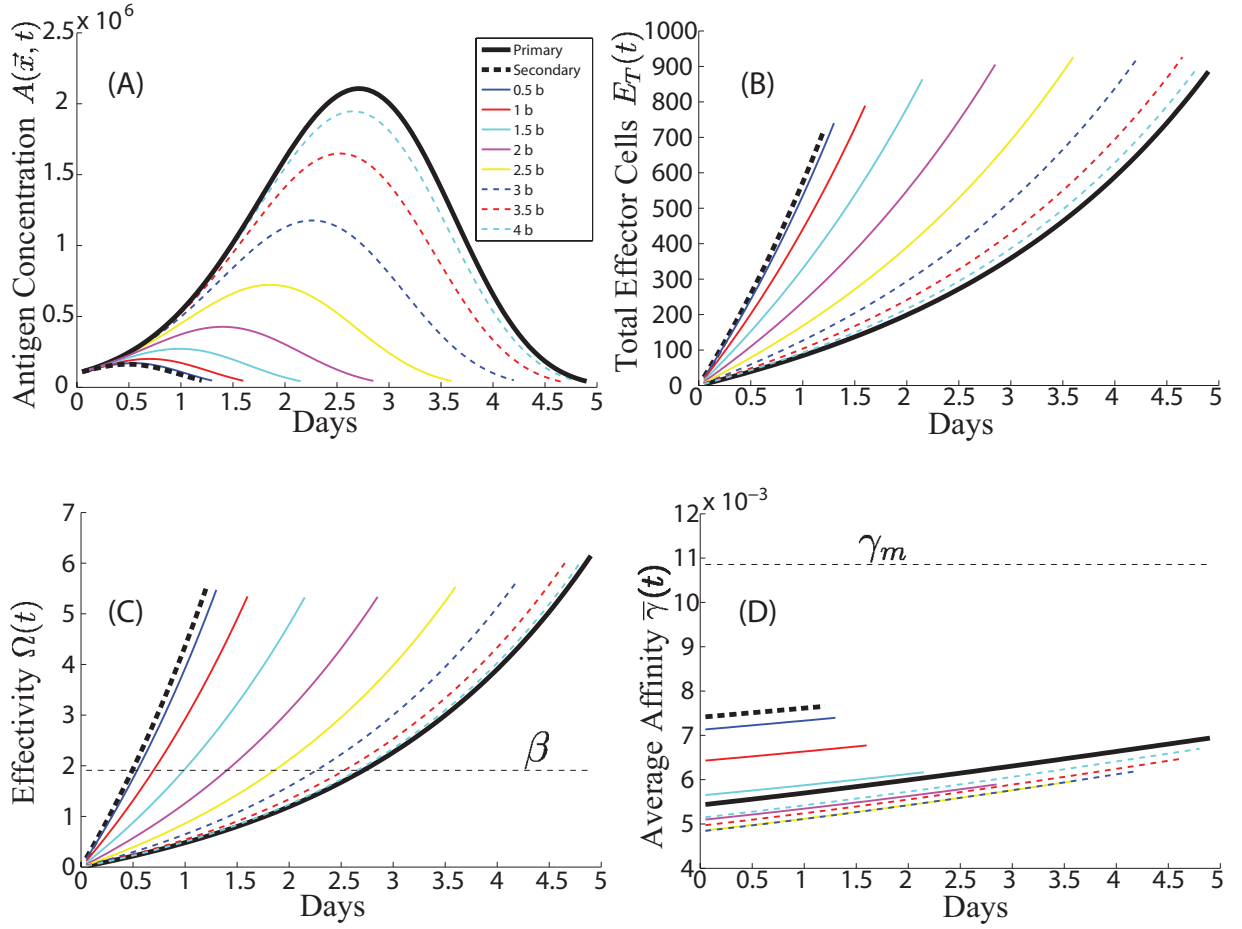 x 10⁶
2.5
2
1.5
1
0.5
0
(A)
Antigen Concentration A(x⃗, t)
Primary
Secondary
0.5 b
1 b
1.5 b
2 b
2.5 b
3 b
3.5 b
4 b
0 0.5 1 1.5 2 2.5 3 3.5 4 4.5 5
Days
1000
900
800
700
600
500
400
300
200
100
0
(B)
Total Effector Cells E_T(t)
0 0.5 1 1.5 2 2.5 3 3.5 4 4.5 5
Days
7
6
5
4
3
2
1
0
(C)
Effectivity Ω(t)
β
0 0.5 1 1.5 2 2.5 3 3.5 4 4.5 5
Days
x 10⁻³
12
11
10
9
8
7
6
5
4
γ_m
(D)
Average Affinity γ̅(t)
0 0.5 1 1.5 2 2.5 3 3.5 4 4.5 5
Days